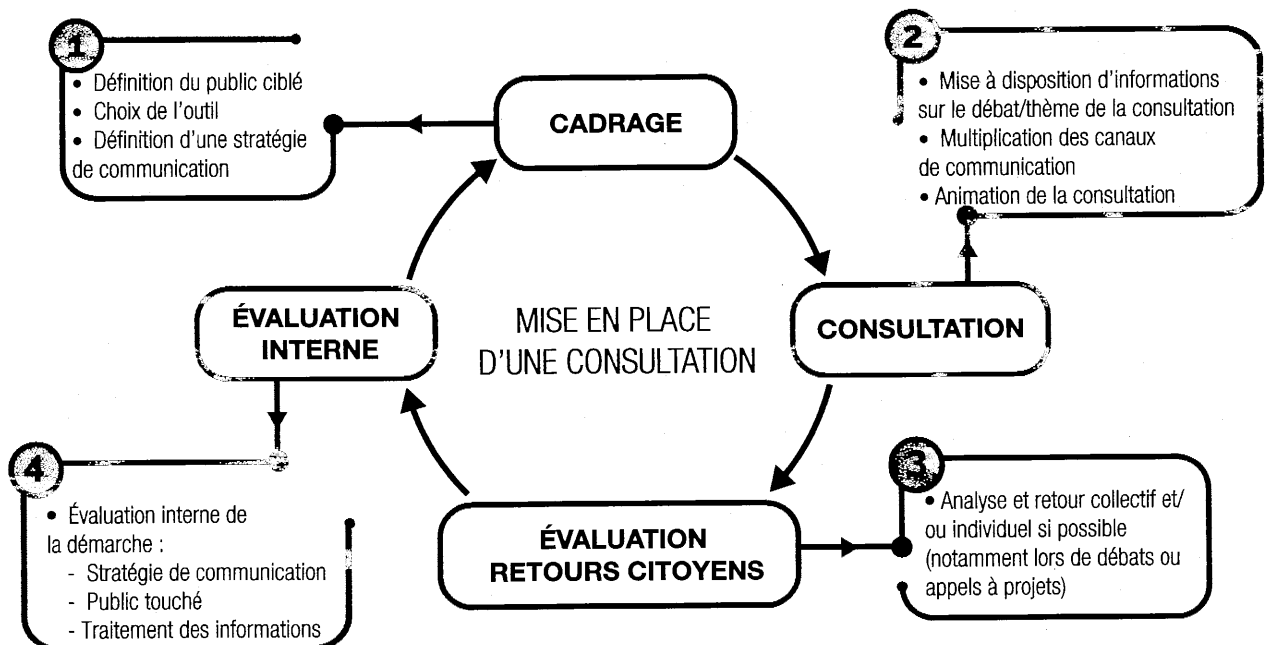 1
• Définition du public ciblé
• Choix de l'outil
• Définition d'une stratégie
de communication
CADRAGE
2
• Mise à disposition d'informations
sur le débat/thème de la consultation
• Multiplication des canaux
de communication
• Animation de la consultation
ÉVALUATION
INTERNE
MISE EN PLACE
D'UNE CONSULTATION
CONSULTATION
4
• Évaluation interne de
la démarche :
- Stratégie de communication
- Public touché
- Traitement des informations
ÉVALUATION
RETOURS CITOYENS
3
• Analyse et retour collectif et/
ou individuel si possible
(notamment lors de débats ou
appels à projets)